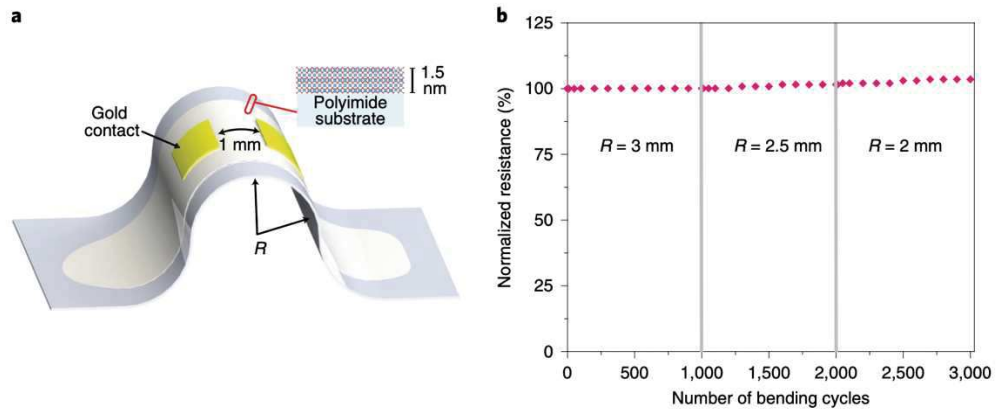 a
1.5
nm
Polyimide
substrate
Gold
contact
1 mm
R
b
Normalized resistance (%)
125
100
75
50
25
0
R = 3 mm
R = 2.5 mm
R = 2 mm
0
500
1,000
1,500
2,000
2,500
3,000
Number of bending cycles